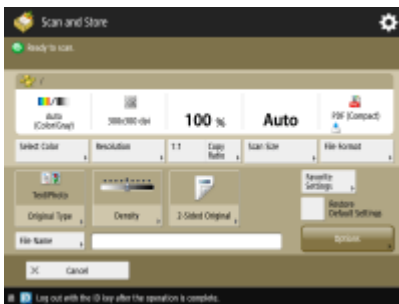 Scan and Store
Ready to scan.
Auto
(Color/Gray)
300x300 dpi
100 %
Auto
PDF (Compact)
Select Color
Resolution
1:1
Copy
Ratio
Scan Size
File Format
Text/Photo
Original Type
Density
2-Sided Original
Favorite
Settings
Restore
Default Settings
File Name
Options
Cancel
Log out with the ID key after the operation is complete.